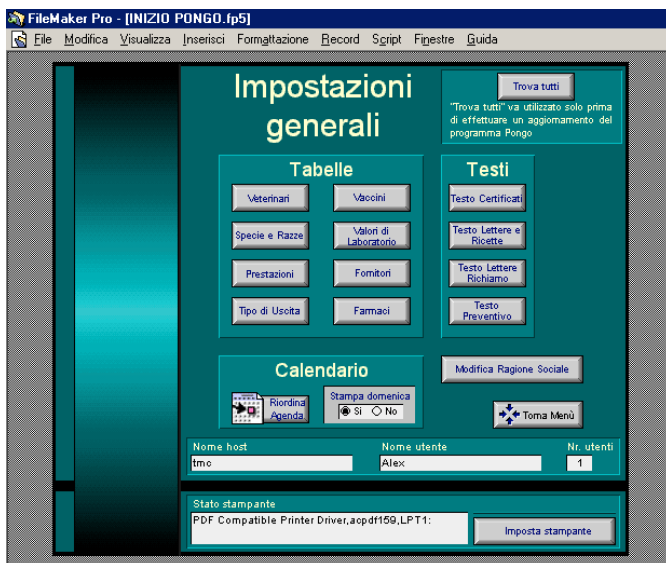 FileMaker Pro - [INIZIO PONGO.fp5]
File Modifica Visualizza Inserisci Formattazione Record Script Finestre Guida
Impostazioni
generali
Trova tutti
"Trova tutti" va utilizzato solo prima
di effettuare un aggiornamento del
programma Pongo
Tabelle
Veterinari
Vaccini
Specie e Razze
Valori di
Laboratorio
Prestazioni
Fornitori
Tipo di Uscita
Farmaci
Testi
Testo Certificati
Testo Lettere e
Ricette
Testo Lettere
Richiamo
Testo
Preventivo
Calendario
Riordina
Agenda
Stampa domenica
Si No
Modifica Ragione Sociale
Torna Menù
Nome host
Nome utente
Nr. utenti
tmc
Alex
1
Stato stampante
PDF Compatible Printer Driver,acpdf159,LPT1:
Imposta stampante